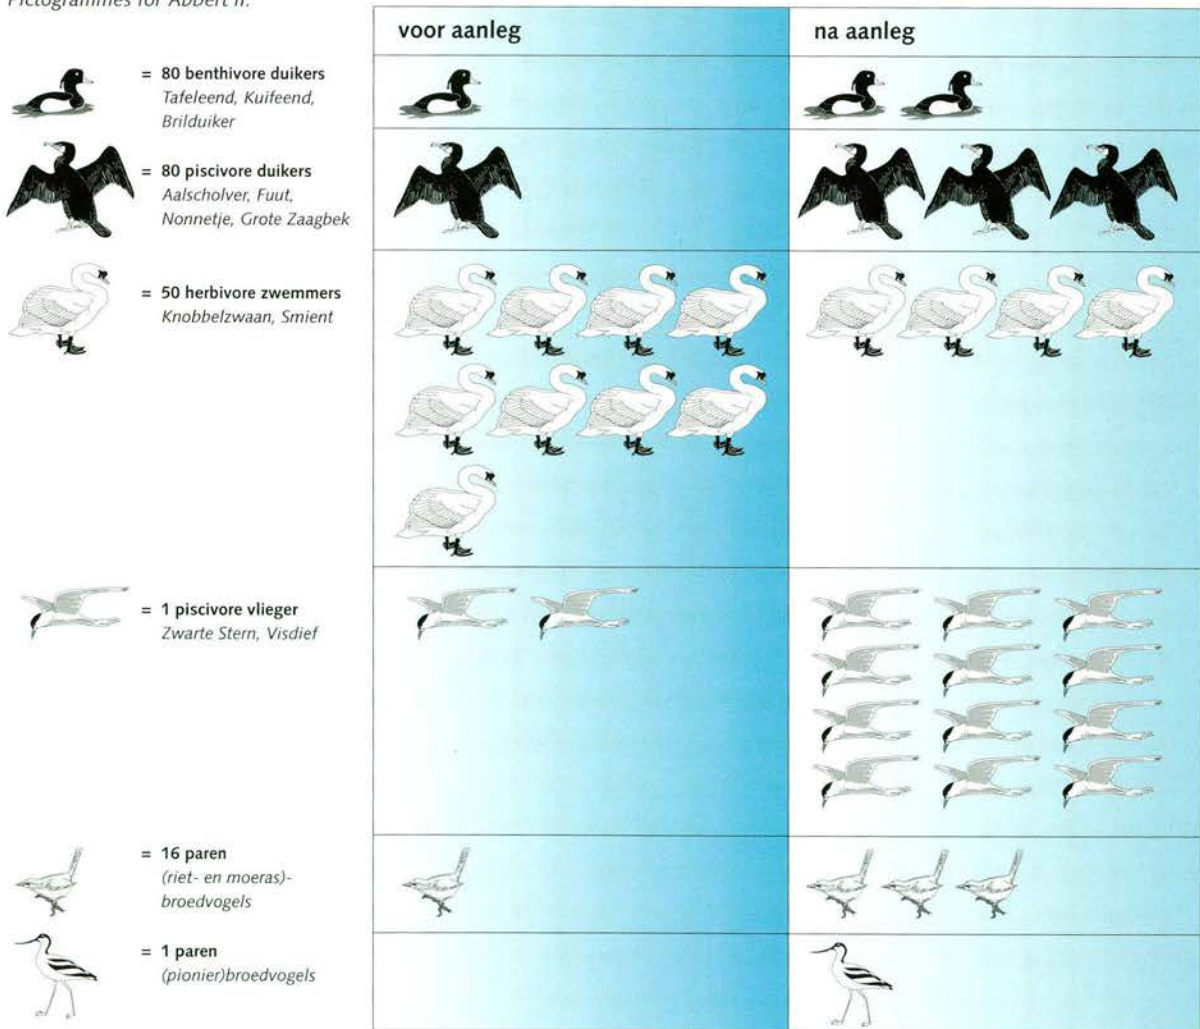 Pictogrammes for Abbert II.
voor aanleg
na aanleg
= 80 benthivore duikers
Tafeleend, Kuifeend,
Brilduiker
= 80 piscivore duikers
Aalscholver, Fuut,
Nonnetje, Grote Zaagbek
= 50 herbivore zwemmers
Knobbelzwaan, Smient
= 1 piscivore vlieger
Zwarte Stern, Visdief
= 16 paren
(riet- en moeras)-
broedvogels
= 1 paren
(pionier)broedvogels